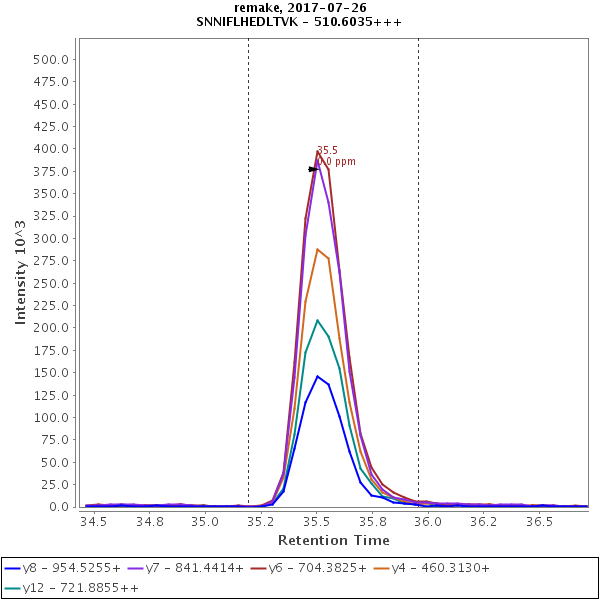 remake, 2017-07-26
SNNIFLHEDLTVK - 510.6035+++
Intensity 10^3
500.0
475.0
450.0
425.0
400.0
375.0
350.0
325.0
300.0
275.0
250.0
225.0
200.0
175.0
150.0
125.0
100.0
75.0
50.0
25.0
0.0
35.5
0.0 ppm
34.5 34.8 35.0 35.2 35.5 35.8 36.0 36.2 36.5
Retention Time
y8 - 954.5255+ y7 - 841.4414+ y6 - 704.3825+ y4 - 460.3130+
y12 - 721.8855++